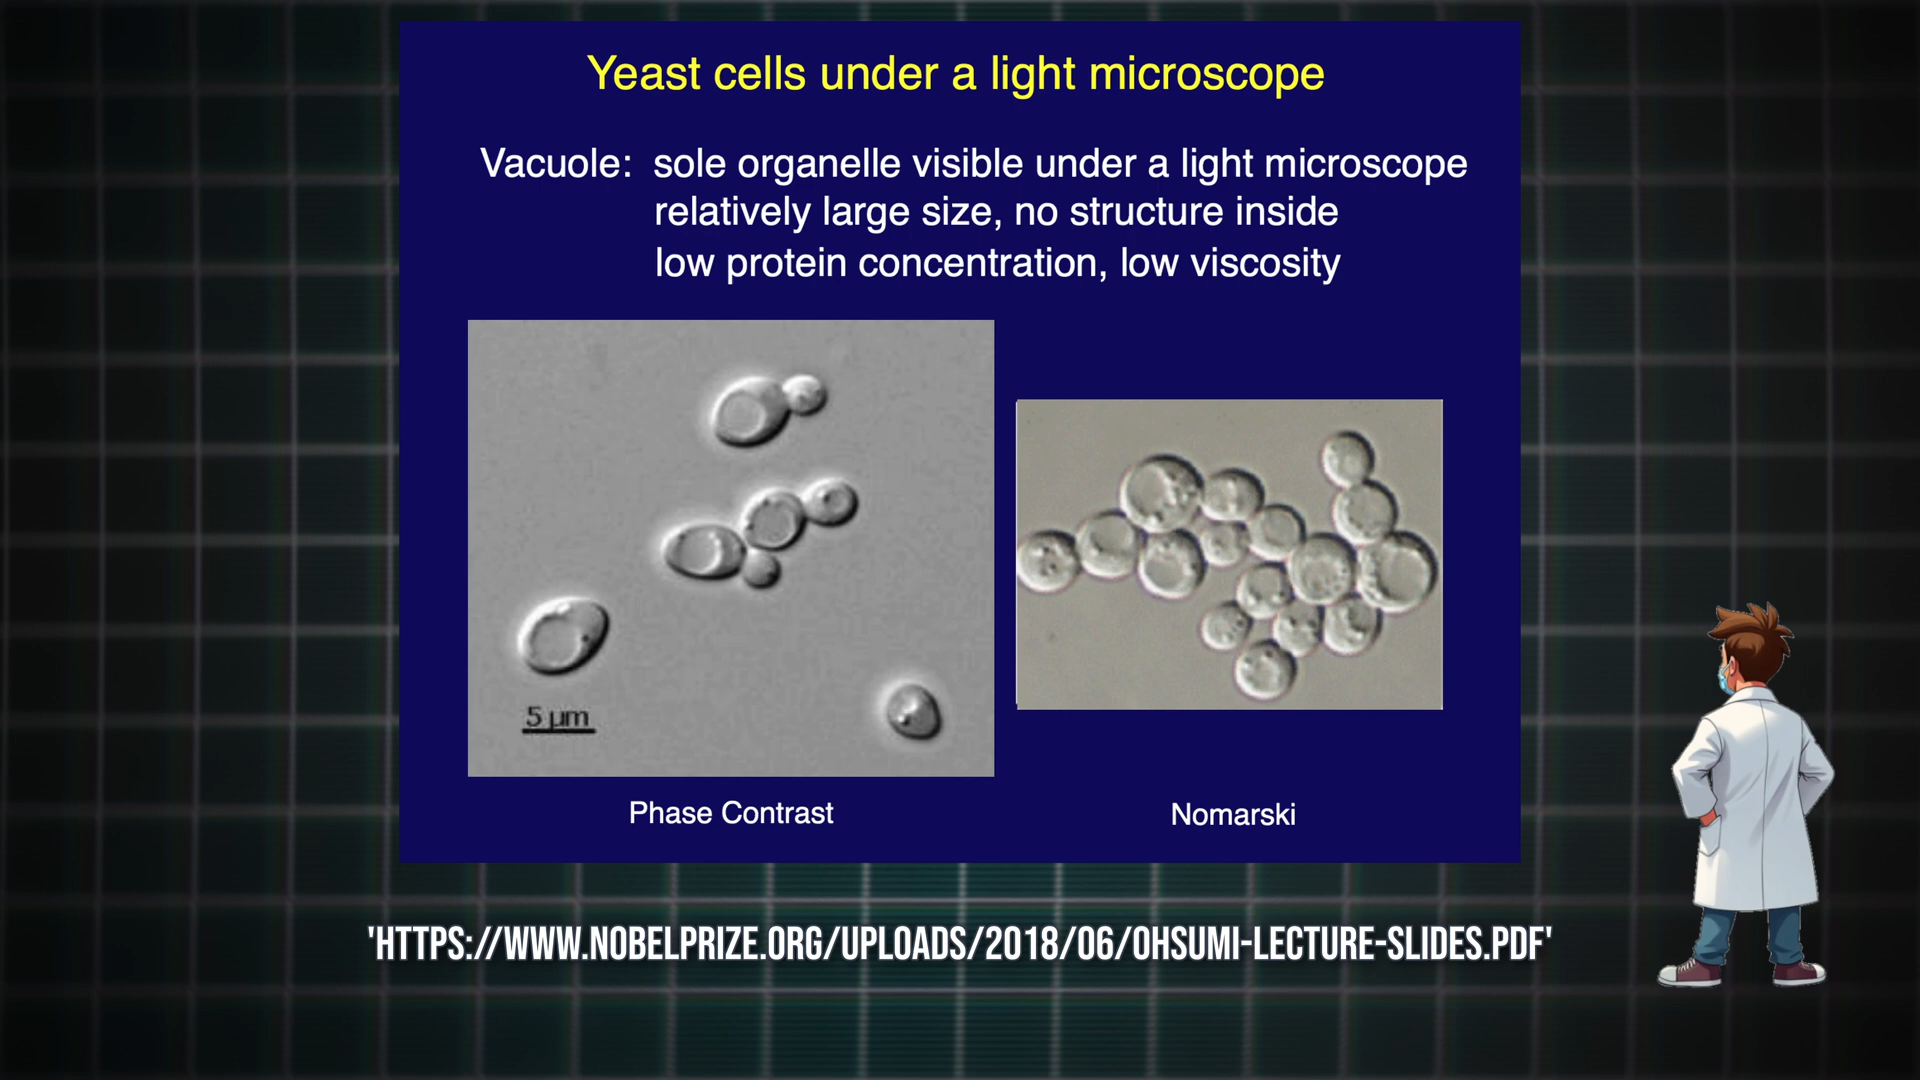 Yeast cells under a light microscope
Vacuole: sole organelle visible under a light microscope
relatively large size, no structure inside
low protein concentration, low viscosity
5 µm
Phase Contrast
Nomarski
'HTTPS://WWW.NOBELPRIZE.ORG/UPLOADS/2018/06/OHSUMI-LECTURE-SLIDES.PDF'